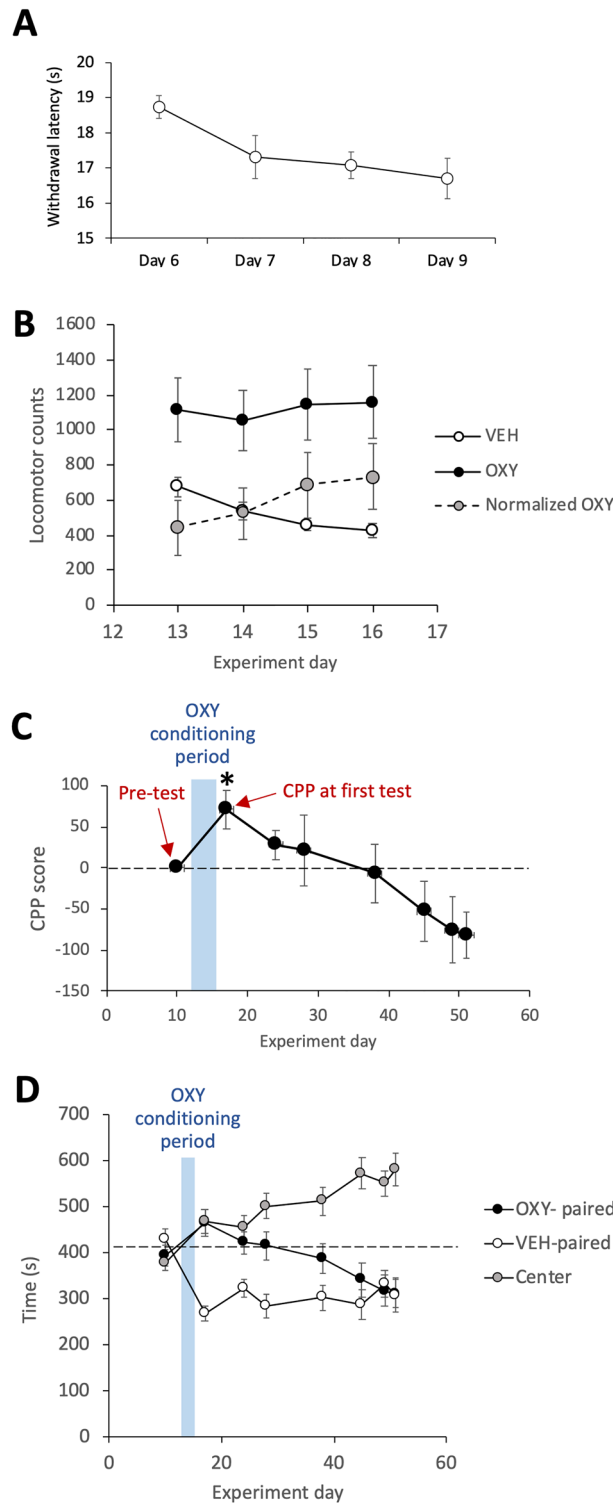 A
Withdrawal latency (s)
20
19
18
17
16
15
Day 6
Day 7
Day 8
Day 9
B
Locomotor counts
1600
1400
1200
1000
800
600
400
200
0
12
13
14
15
16
17
Experiment day
VEH
OXY
Normalized OXY
C
OXY
conditioning
period
*
Pre-test
CPP at first test
CPP score
100
50
0
-50
-100
-150
0
10
20
30
40
50
60
Experiment day
D
OXY
conditioning
period
Time (s)
700
600
500
400
300
200
100
0
0
20
40
60
Experiment day
OXY- paired
VEH-paired
Center